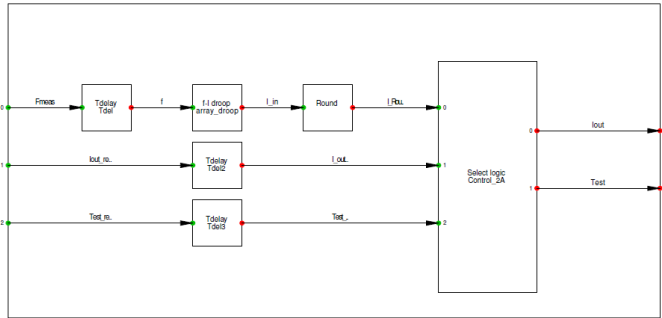 Fmeas
Tdelay
Tdel
f
f-I droop
array_droop
I_in
Round
I_Rou..
0
0
0
Iout
Iout_re..
Tdelay
Tdel2
I_out..
1
1
Select logic
Control_2A
1
Test
Test_re..
Tdelay
Tdel3
Test_..
2
2